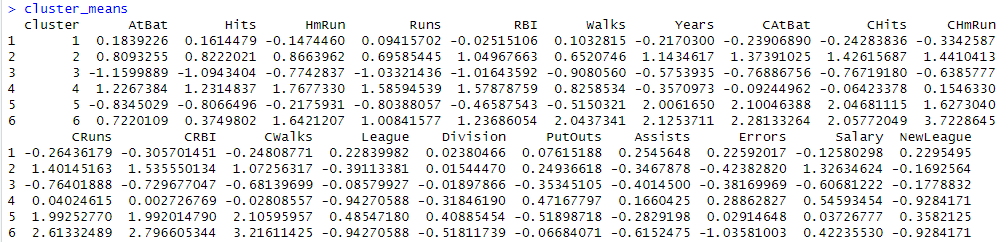 > cluster_means
cluster AtBat Hits HmRun Runs RBI Walks Years CAtBat CHits CHmRun
1 1 0.1839226 0.1614479 -0.1474460 0.09415702 -0.02515106 0.1032815 -0.2170300 -0.23906890 -0.24283836 -0.3342587
2 2 0.8093255 0.8222021 0.8663962 0.69585445 1.04967663 0.6520746 1.1434617 1.37391025 1.42615687 1.4410413
3 3 -1.1599889 -1.0943404 -0.7742837 -1.03321436 -1.01643592 -0.9080560 -0.5753935 -0.76886756 -0.76719180 -0.6385777
4 4 1.2267384 1.2314837 1.7677330 1.58594539 1.57878759 0.8258534 -0.3570973 -0.09244962 -0.06423378 0.1546330
5 5 -0.8345029 -0.8066496 -0.2175931 -0.80388057 -0.46587543 -0.5150321 2.0061650 2.10046388 2.04681115 1.6273040
6 6 0.7220109 0.3749802 1.6421207 1.00841577 1.23686054 2.0437341 2.1253711 2.28133264 2.05772049 3.7228645
CRuns CRBI CWalks League Division PutOuts Assists Errors Salary NewLeague
1 -0.26436179 -0.305701451 -0.24808771 0.22839982 0.02380466 0.07615188 0.2545648 0.22592017 -0.12580298 0.2295495
2 1.40145163 1.535550134 1.07256317 -0.39113381 0.01544470 0.24936618 -0.3467878 -0.42382820 1.32634624 -0.1692564
3 -0.76401888 -0.729677047 -0.68139699 -0.08579927 -0.01897866 -0.35345105 -0.4014500 -0.38169969 -0.60681222 -0.1778832
4 0.04024615 0.002726769 -0.02808557 -0.94270588 -0.31846190 0.47167797 0.1660425 0.28862827 0.54593454 -0.9284171
5 1.99252770 1.992014790 2.10595957 0.48547180 0.40885454 -0.51898718 -0.2829198 0.02914648 0.03726777 0.3582125
6 2.61332489 2.796605344 3.21611425 -0.94270588 -0.51811739 -0.06684071 -0.6152475 -1.03581003 0.42235530 -0.9284171